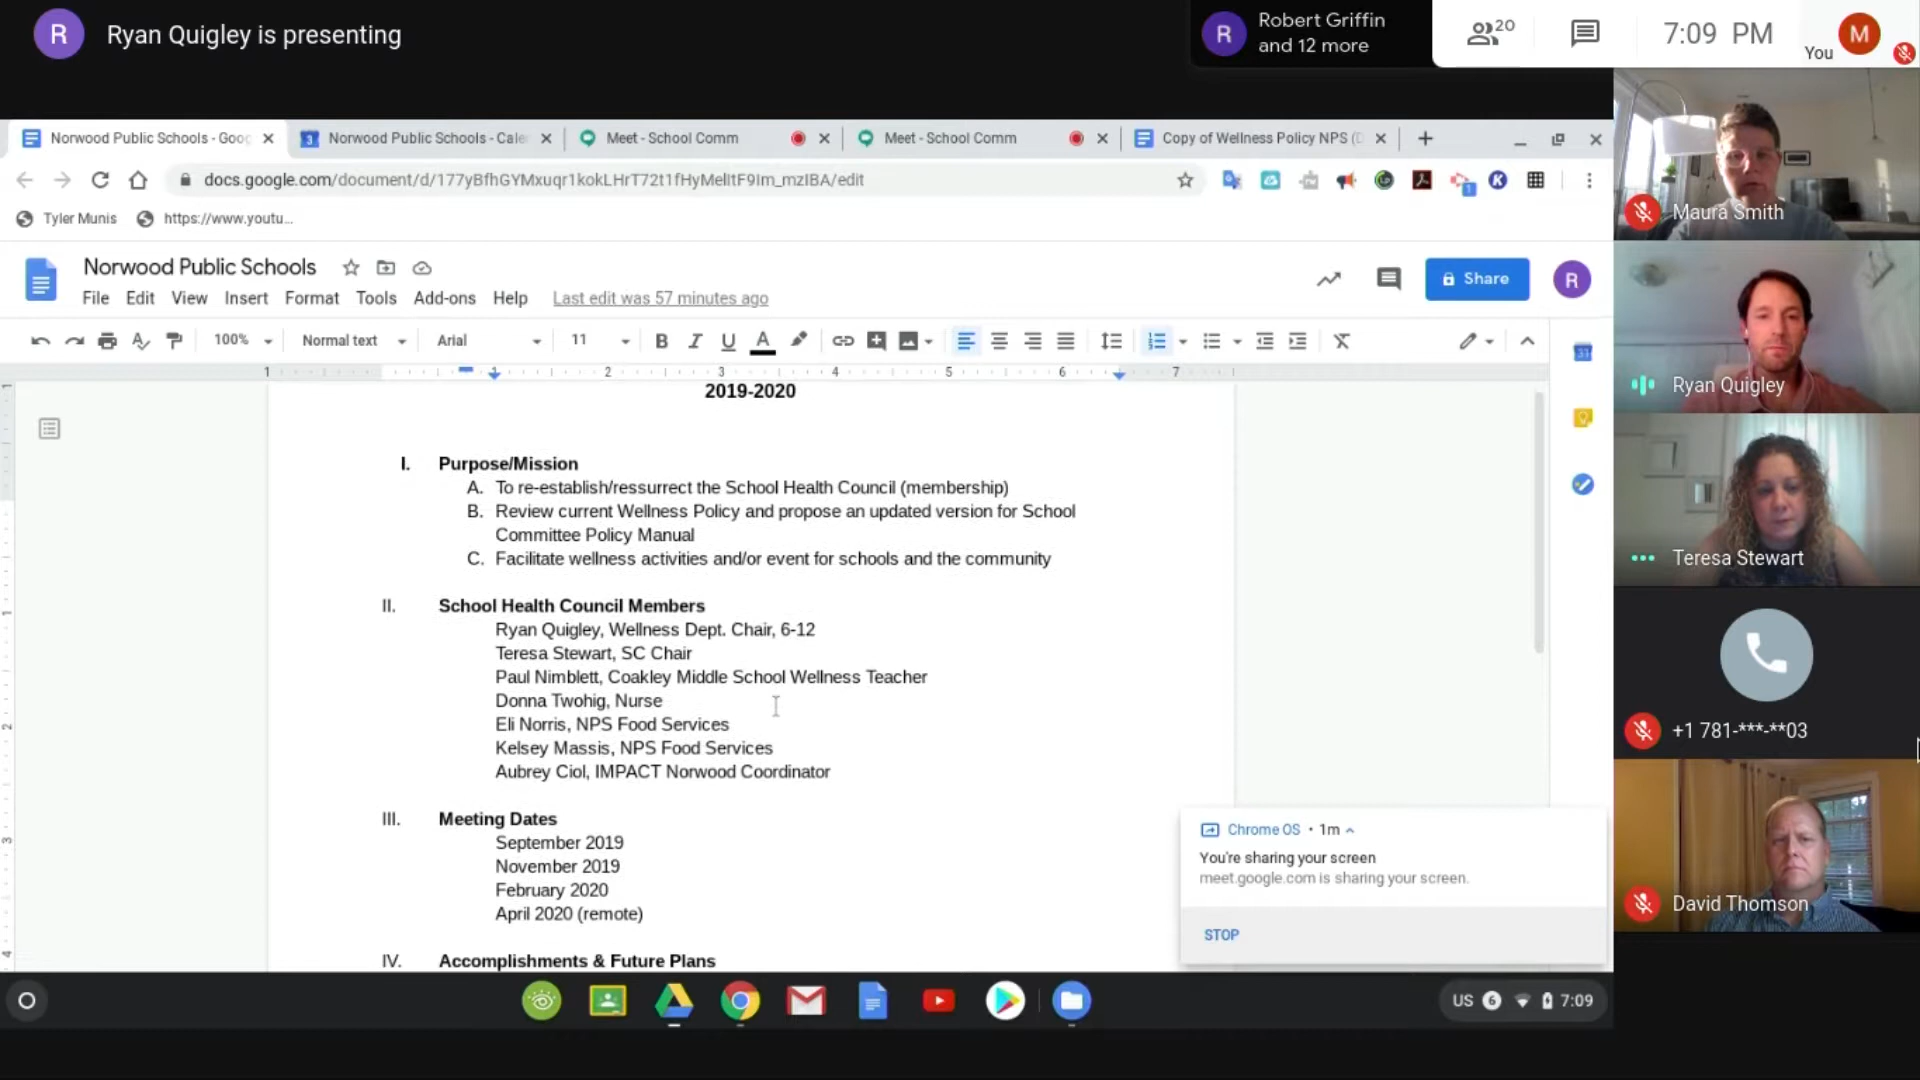 R Ryan Quigley is presenting
R Robert Griffin
and 12 more
20
7:09 PM
You M
Norwood Public Schools - Goog
Norwood Public Schools - Cale
Meet - School Comm
Meet - School Comm
Copy of Wellness Policy NPS (D
docs.google.com/document/d/177yBfhGYMxuqr1kokLHrT72t1fHyMelitF9Im_mzIBA/edit
Tyler Munis
https://www.youtu...
Norwood Public Schools
File Edit View Insert Format Tools Add-ons Help Last edit was 57 minutes ago
Share
R
100% Normal text Arial 11 B I U A
1 1 2 3 4 5 6 7
2019-2020
I. Purpose/Mission
A. To re-establish/ressurrect the School Health Council (membership)
B. Review current Wellness Policy and propose an updated version for School
Committee Policy Manual
C. Facilitate wellness activities and/or event for schools and the community
II. School Health Council Members
Ryan Quigley, Wellness Dept. Chair, 6-12
Teresa Stewart, SC Chair
Paul Nimblett, Coakley Middle School Wellness Teacher
Donna Twohig, Nurse
Eli Norris, NPS Food Services
Kelsey Massis, NPS Food Services
Aubrey Ciol, IMPACT Norwood Coordinator
III. Meeting Dates
September 2019
November 2019
February 2020
April 2020 (remote)
IV. Accomplishments & Future Plans
Chrome OS • 1m
You're sharing your screen
meet.google.com is sharing your screen.
STOP
US 6 7:09
Maura Smith
Ryan Quigley
Teresa Stewart
+1 781-***-**03
David Thomson